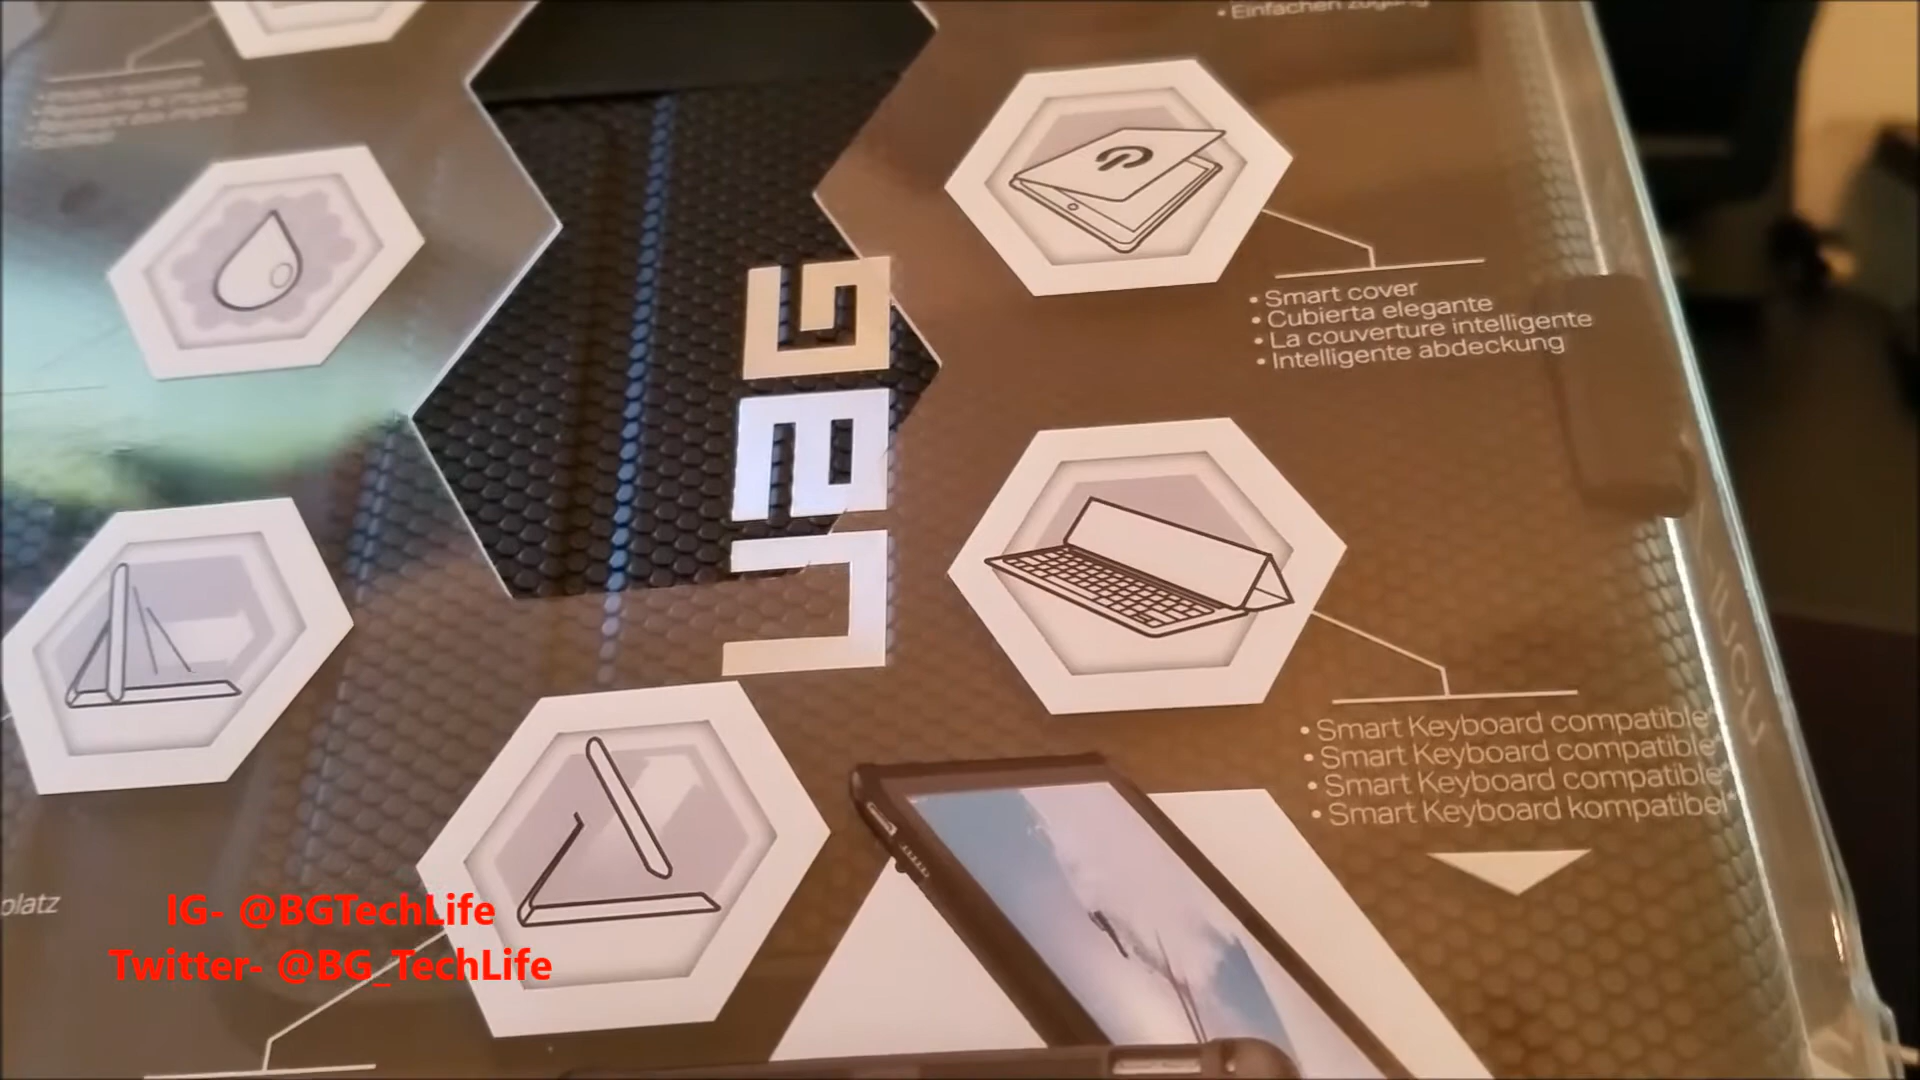 • Einfachen zugang
• Smart cover
• Cubierta elegante
• La couverture intelligente
• Intelligente abdeckung
UAG
• Smart Keyboard compatible*
• Smart Keyboard compatible*
• Smart Keyboard compatible*
• Smart Keyboard kompatibel*
platz
IG- @BGTechLife
Twitter- @BG_TechLife